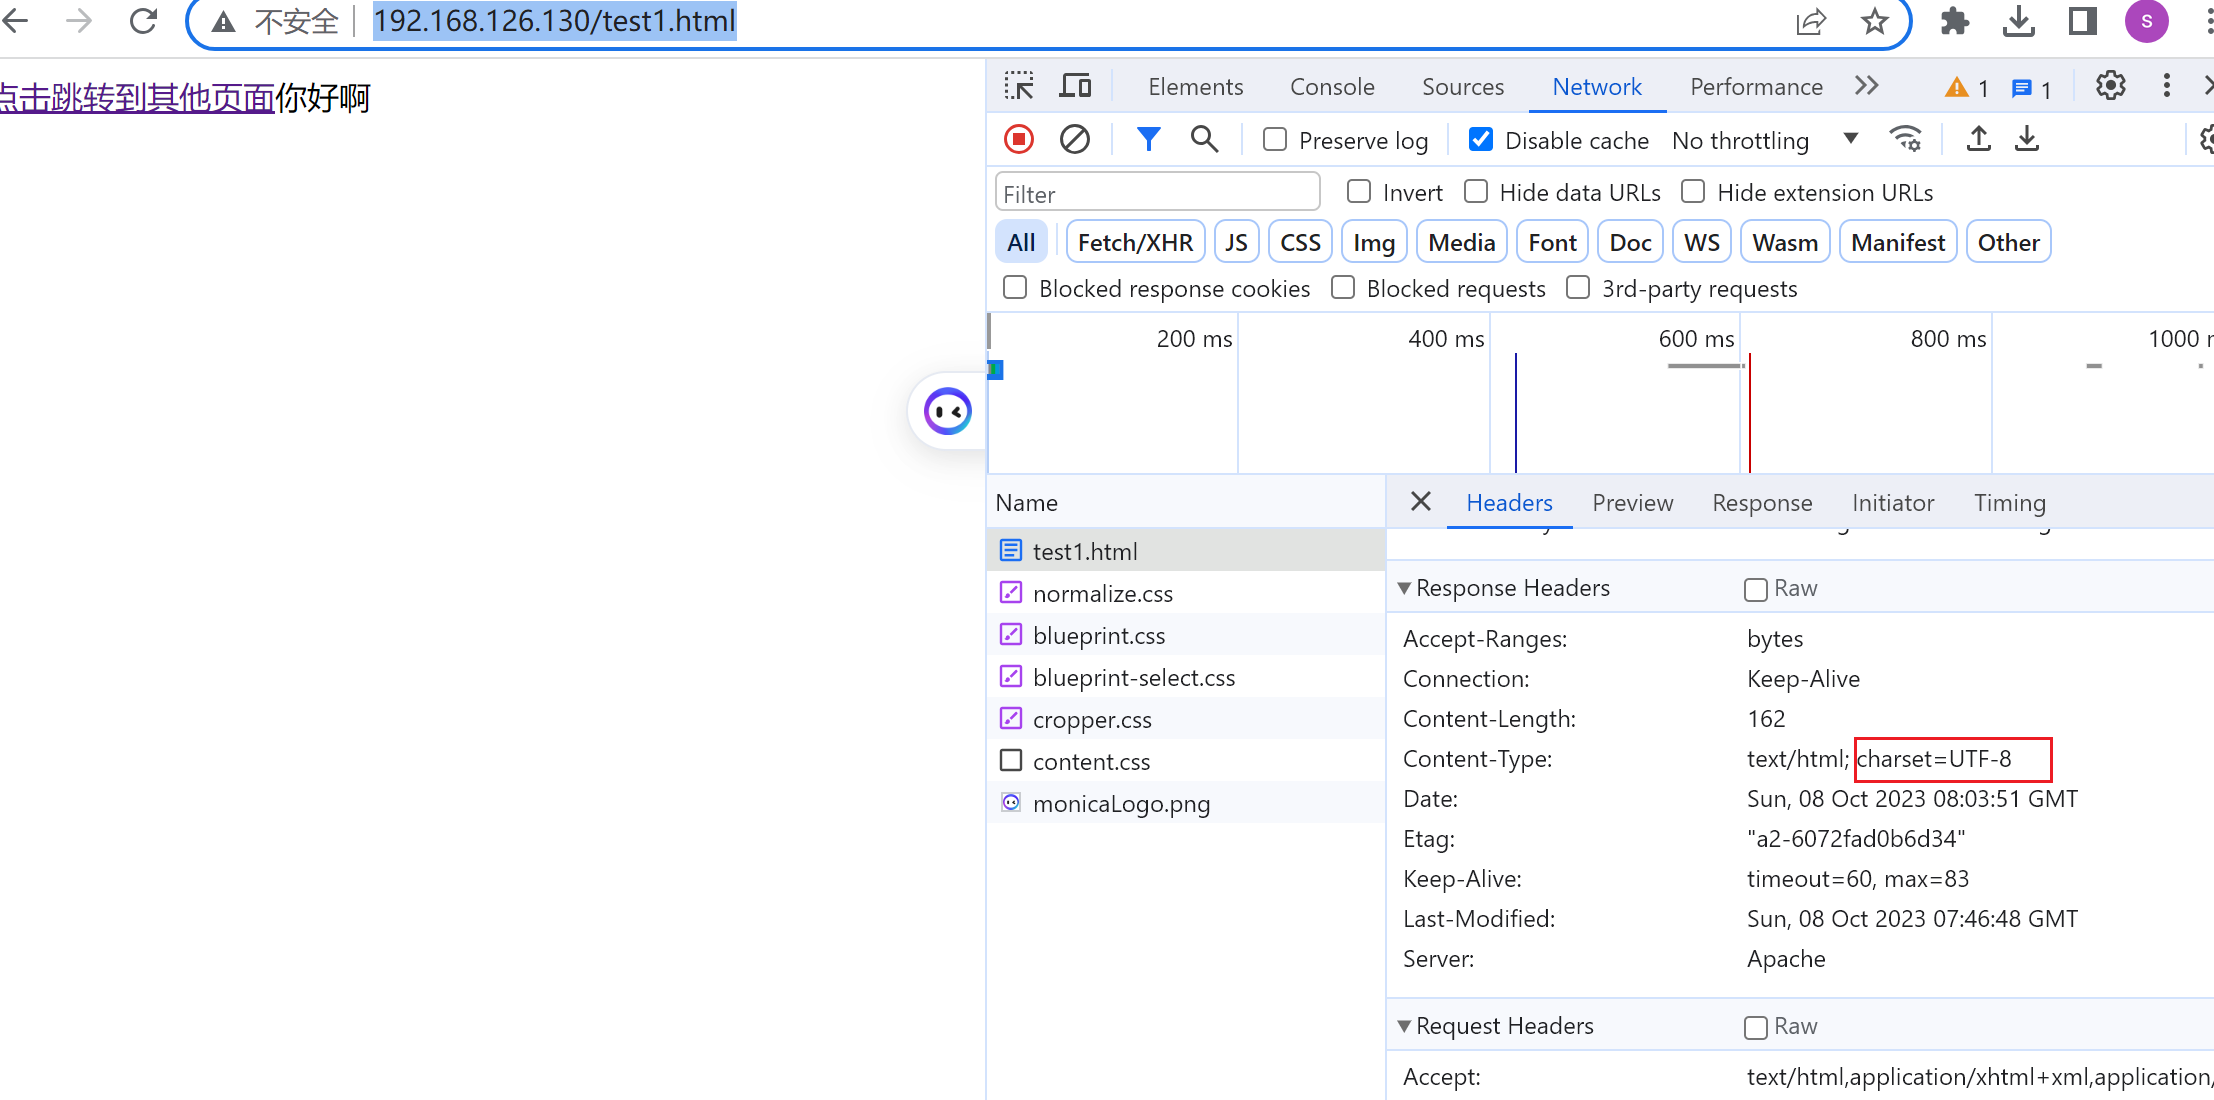 不安全 192.168.126.130/test1.html S
点击跳转到其他页面你好啊
Elements Console Sources Network Performance 1 1
Preserve log Disable cache No throttling
Filter Invert Hide data URLs Hide extension URLs
All Fetch/XHR JS CSS Img Media Font Doc WS Wasm Manifest Other
Blocked response cookies Blocked requests 3rd-party requests
200 ms 400 ms 600 ms 800 ms 1000
Name
test1.html
normalize.css
blueprint.css
blueprint-select.css
cropper.css
content.css
monicaLogo.png
Headers Preview Response Initiator Timing
Response Headers Raw
Accept-Ranges: bytes
Connection: Keep-Alive
Content-Length: 162
Content-Type: text/html; charset=UTF-8
Date: Sun, 08 Oct 2023 08:03:51 GMT
Etag: "a2-6072fad0b6d34"
Keep-Alive: timeout=60, max=83
Last-Modified: Sun, 08 Oct 2023 07:46:48 GMT
Server: Apache
Request Headers Raw
Accept: text/html,application/xhtml+xml,application/